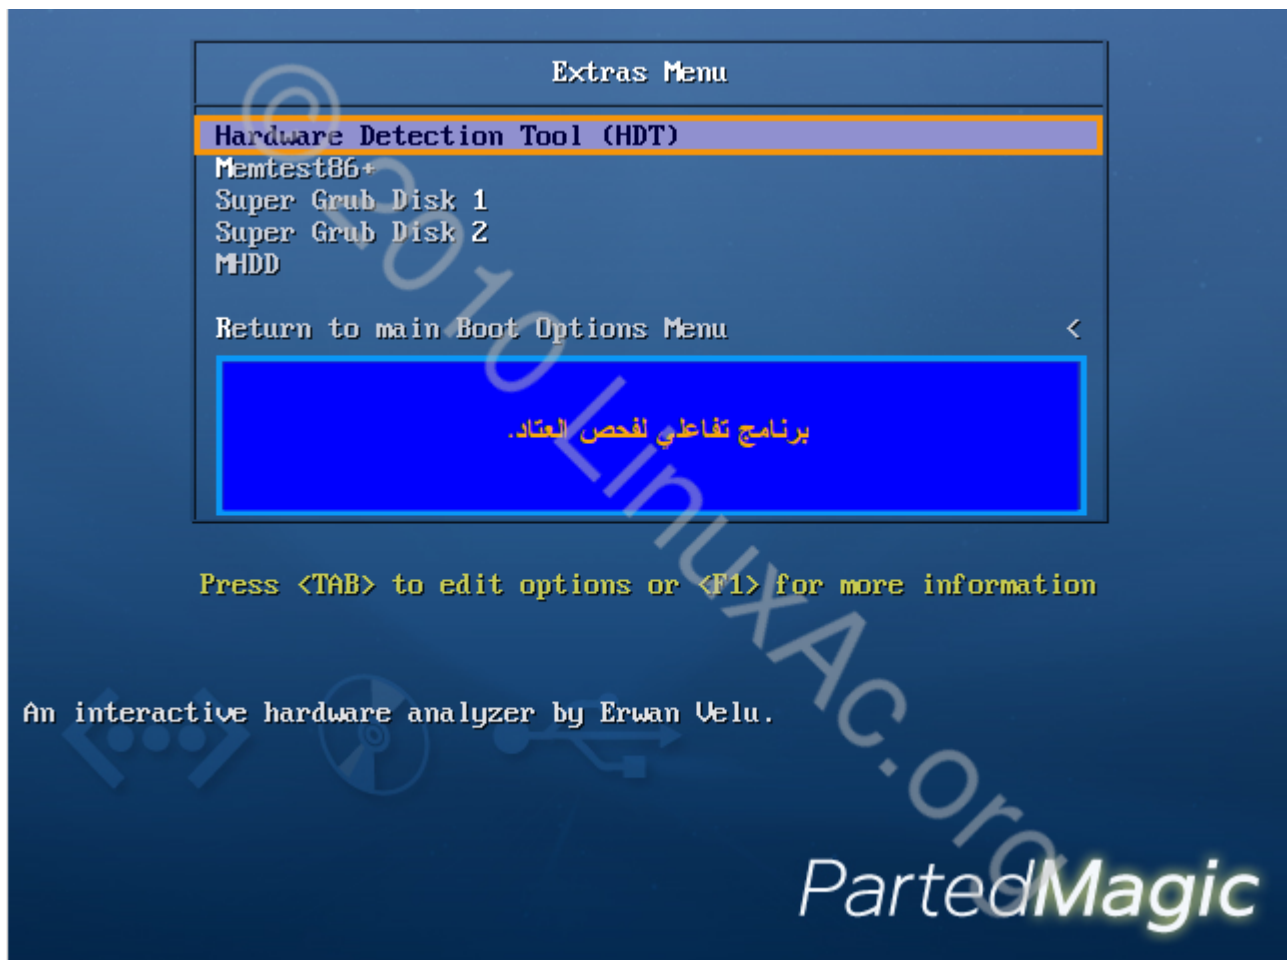 Extras Menu
Hardware Detection Tool (HDT)
Memtest86+
Super Grub Disk 1
Super Grub Disk 2
MHDD
Return to main Boot Options Menu <
برنامج تفاعلي لفحص العتاد.
Press <TAB> to edit options or <F1> for more information
An interactive hardware analyzer by Erwan Velu.
PartedMagic
© 2010 LinuxAc.org